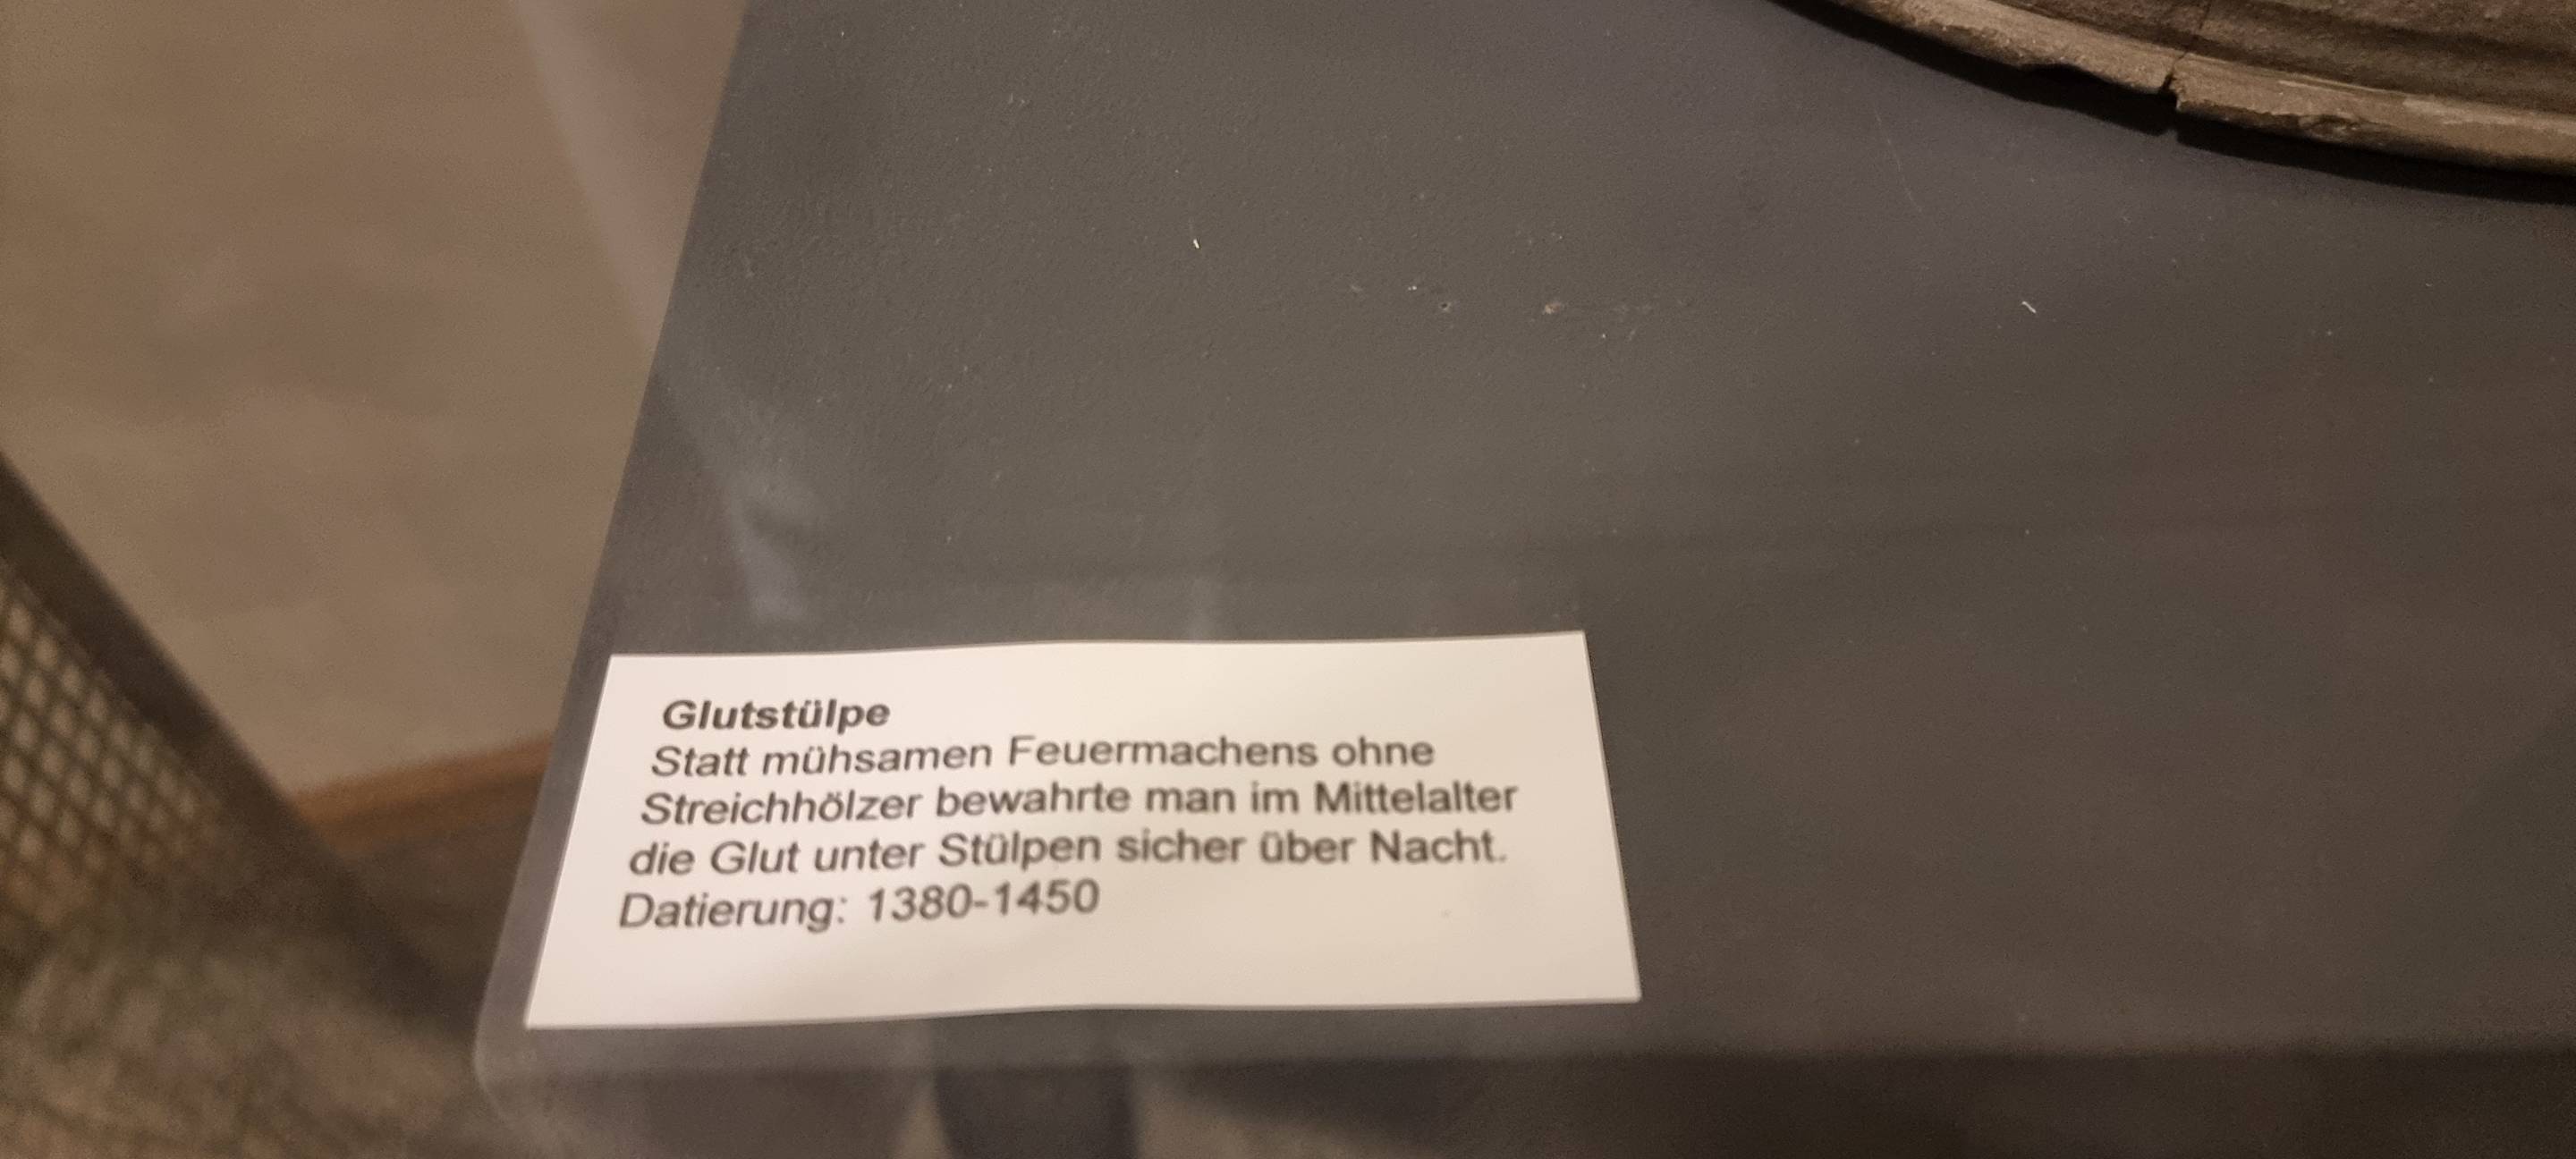 Glutstülpe
Statt mühsamen Feuermachens ohne
Streichhölzer bewahrte man im Mittelalter
die Glut unter Stülpen sicher über Nacht.
Datierung: 1380-1450